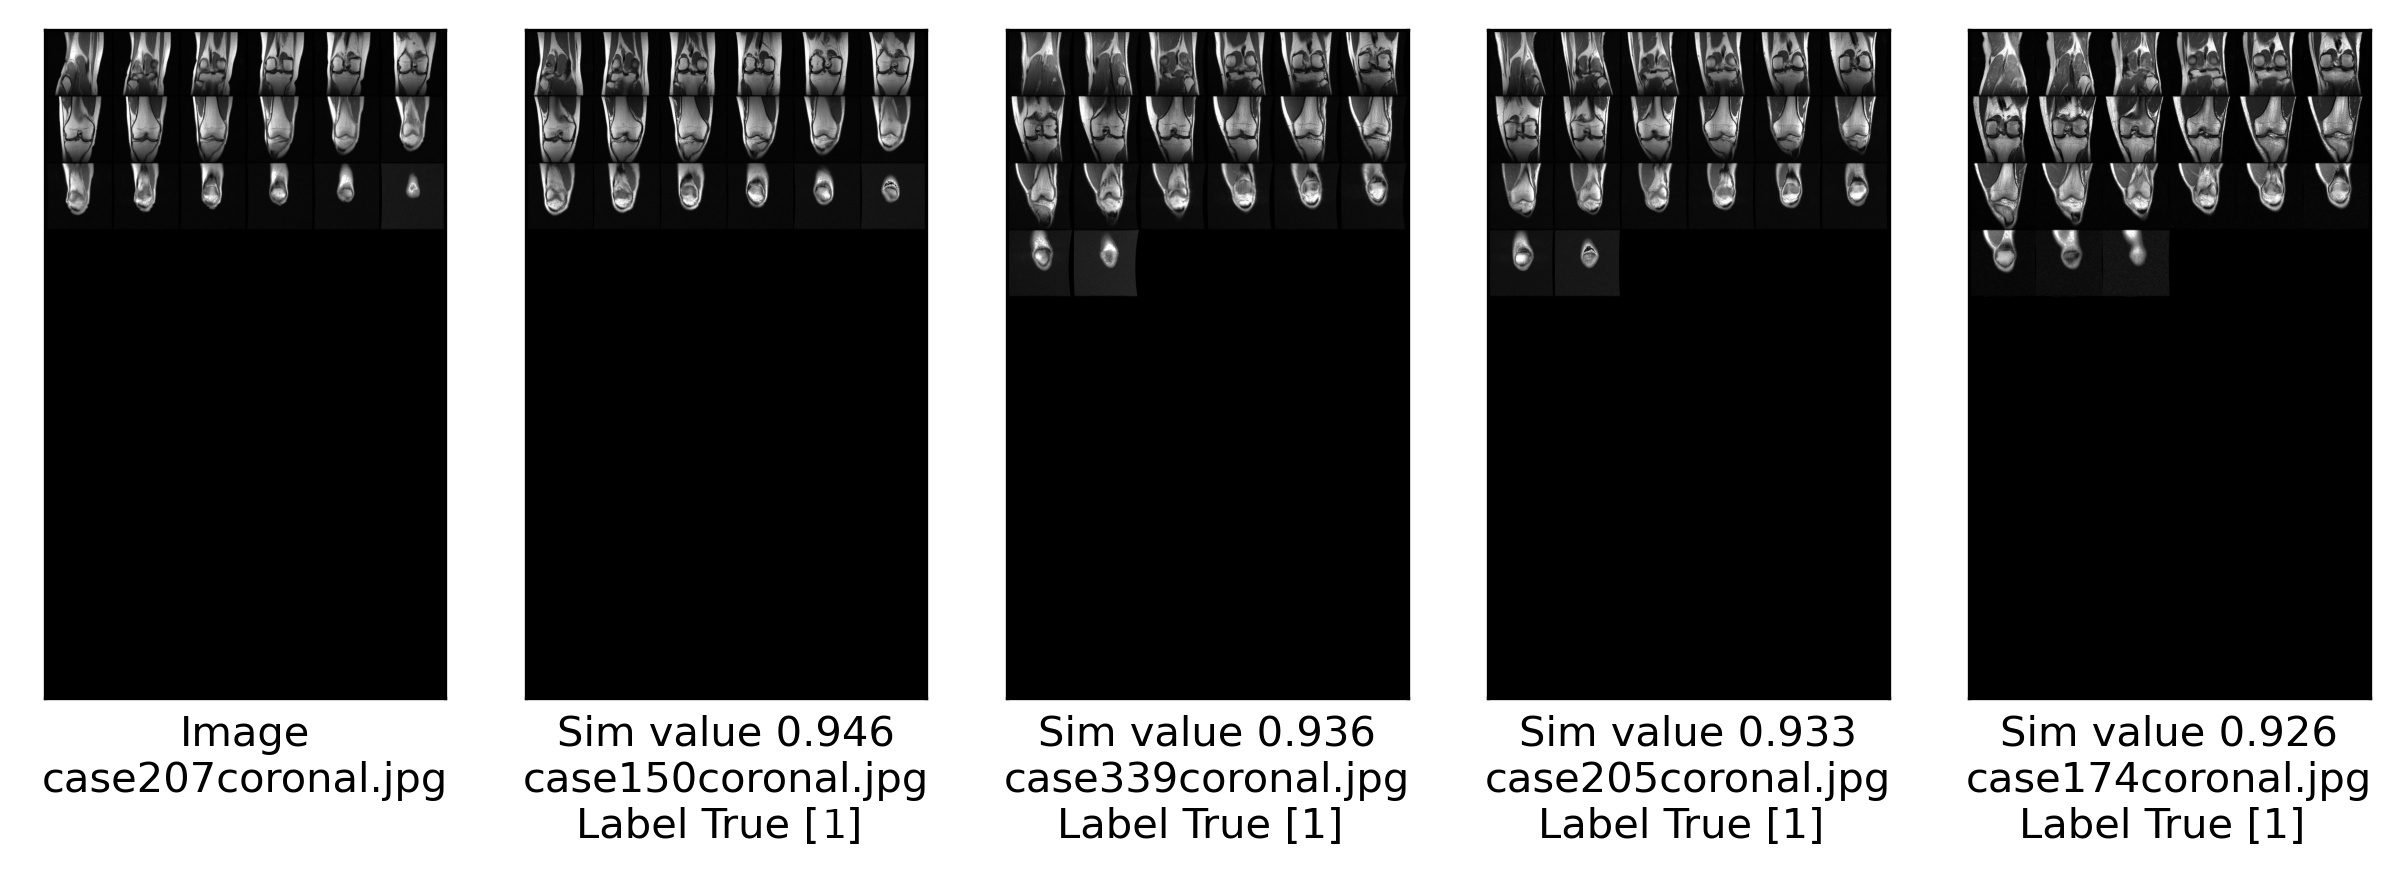 Image
case207coronal.jpg
Sim value 0.946
case150coronal.jpg
Label True [1]
Sim value 0.936
case339coronal.jpg
Label True [1]
Sim value 0.933
case205coronal.jpg
Label True [1]
Sim value 0.926
case174coronal.jpg
Label True [1]